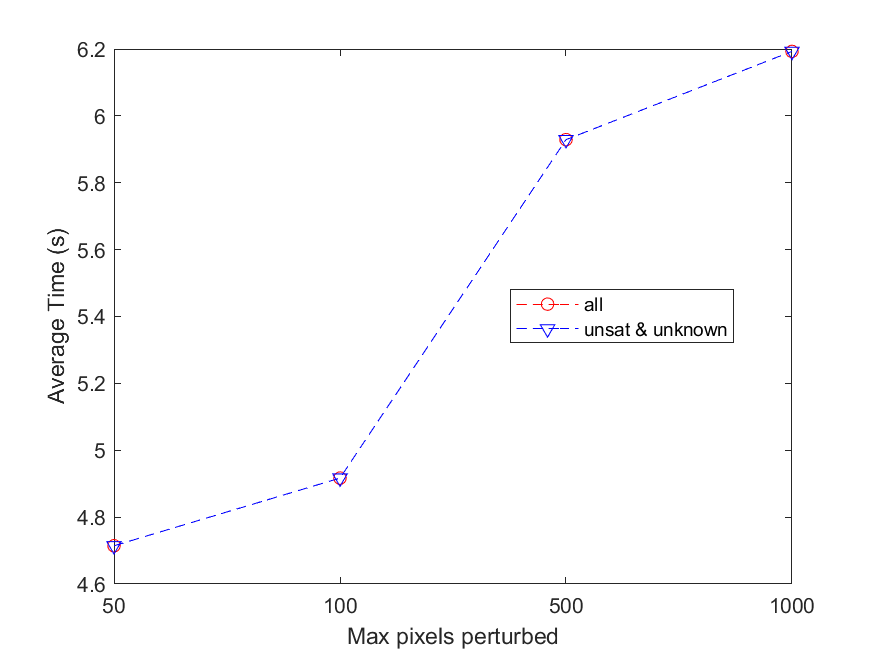 6.2
6
5.8
5.6
5.4
5.2
5
4.8
4.6
Average Time (s)
all
unsat & unknown
50 100 500 1000
Max pixels perturbed